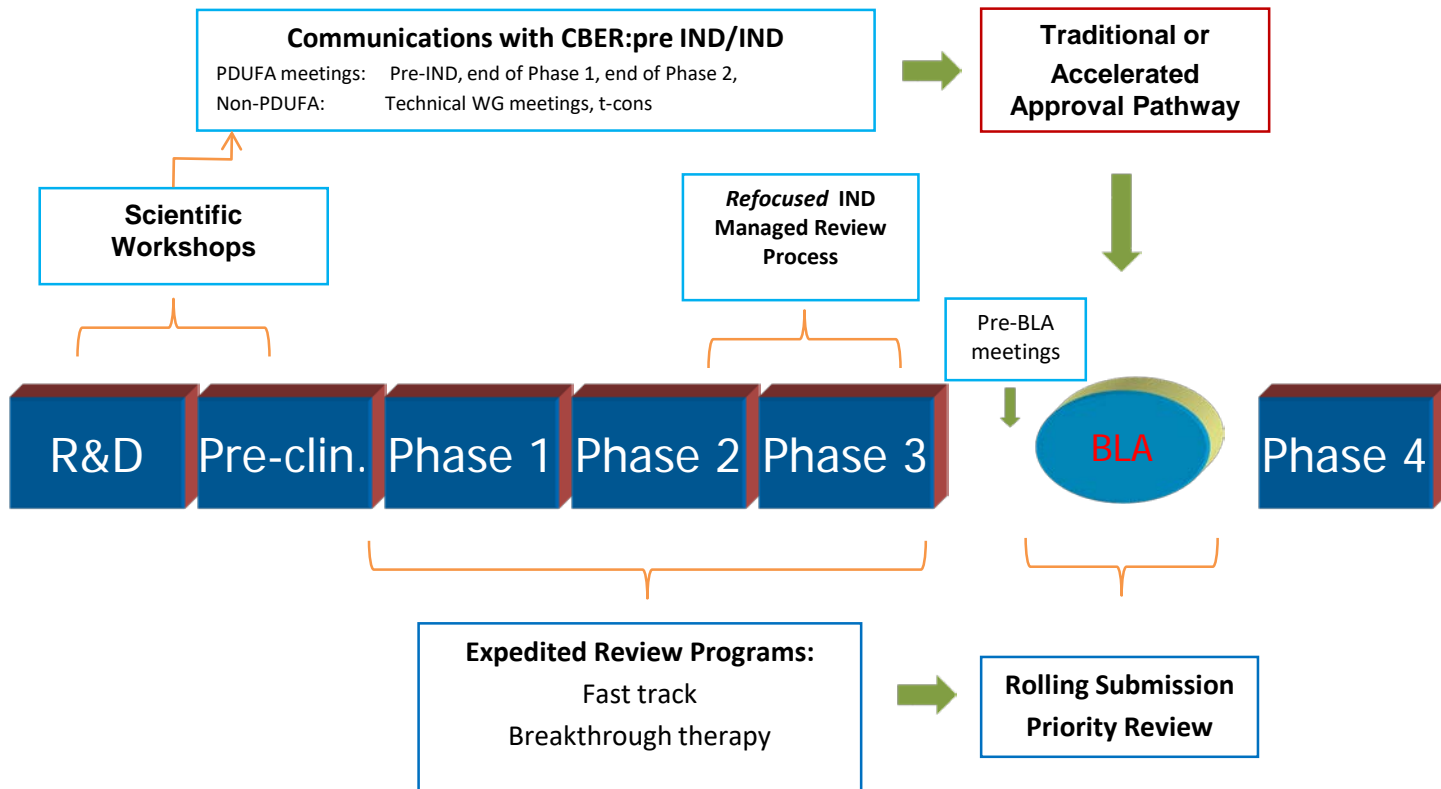 Communications with CBER:pre IND/IND
PDUFA meetings: Pre-IND, end of Phase 1, end of Phase 2,
Non-PDUFA: Technical WG meetings, t-cons
Traditional or
Accelerated
Approval Pathway
Scientific
Workshops
Refocused IND
Managed Review
Process
Pre-BLA
meetings
R&D
Pre-clin.
Phase 1
Phase 2
Phase 3
BLA
Phase 4
Expedited Review Programs:
Fast track
Breakthrough therapy
Rolling Submission
Priority Review